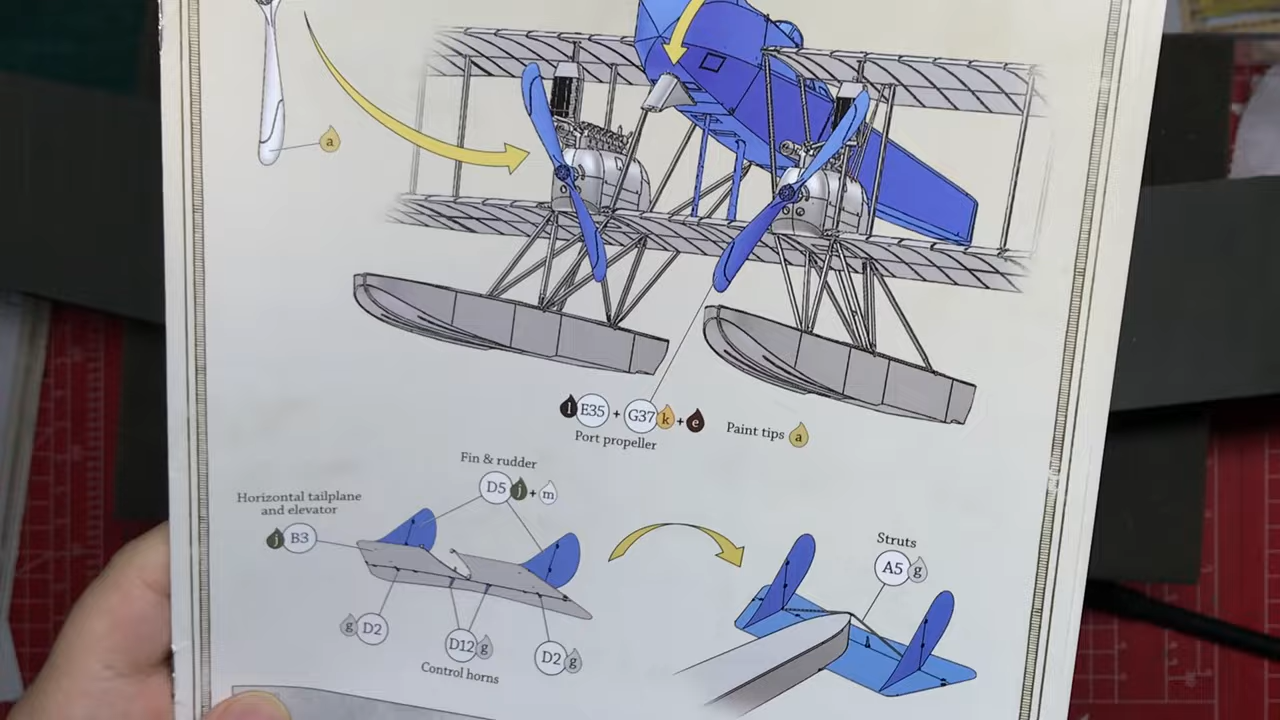 a
l E35 + G37 k + e
Port propeller
Paint tips a
Fin & rudder
D5 j + m
Horizontal tailplane
and elevator
j B3
Struts
A5 g
g D2
D12 g
D2 g
Control horns